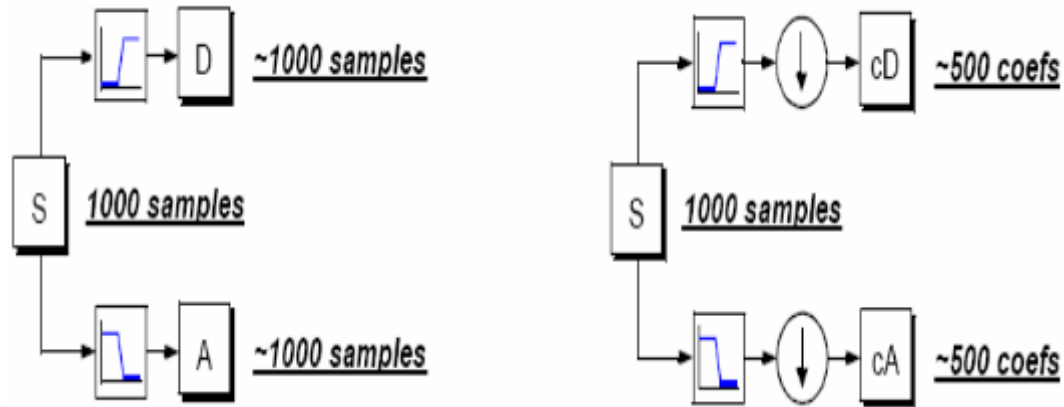 D ~1000 samples
S 1000 samples
A ~1000 samples
cD ~500 coefs
S 1000 samples
cA ~500 coefs